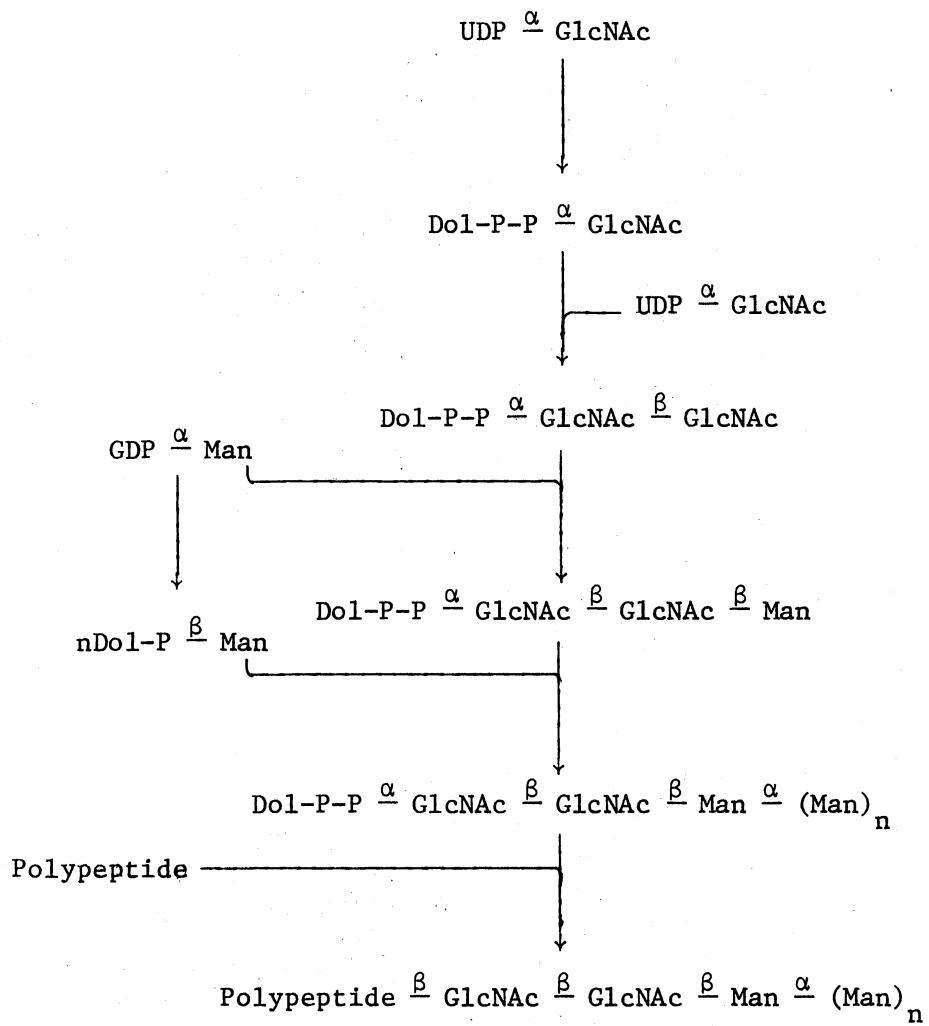 UDP α– GlcNAc
Dol-P-P α– GlcNAc
UDP α– GlcNAc
Dol-P-P α– GlcNAc β– GlcNAc
GDP α– Man
Dol-P-P α– GlcNAc β– GlcNAc β– Man
nDol-P β– Man
Dol-P-P α– GlcNAc β– GlcNAc β– Man α– (Man)n
Polypeptide
Polypeptide β– GlcNAc β– GlcNAc β– Man α– (Man)n